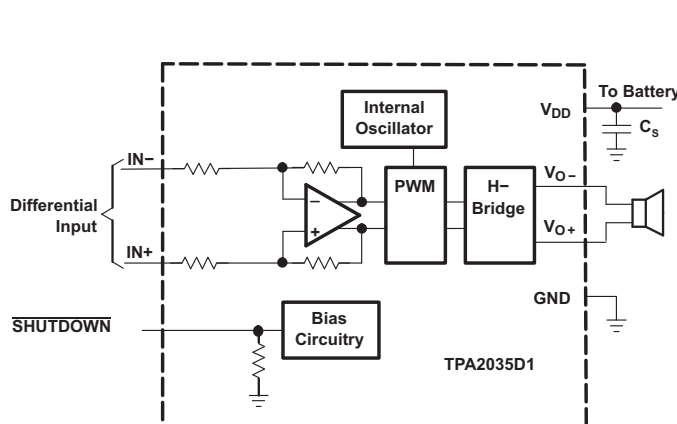 To Battery
Internal
Oscillator
VDD
CS
IN−
PWM
H−
Bridge
VO−
Differential
Input
−
+
VO+
IN+
GND
SHUTDOWN
Bias
Circuitry
TPA2035D1